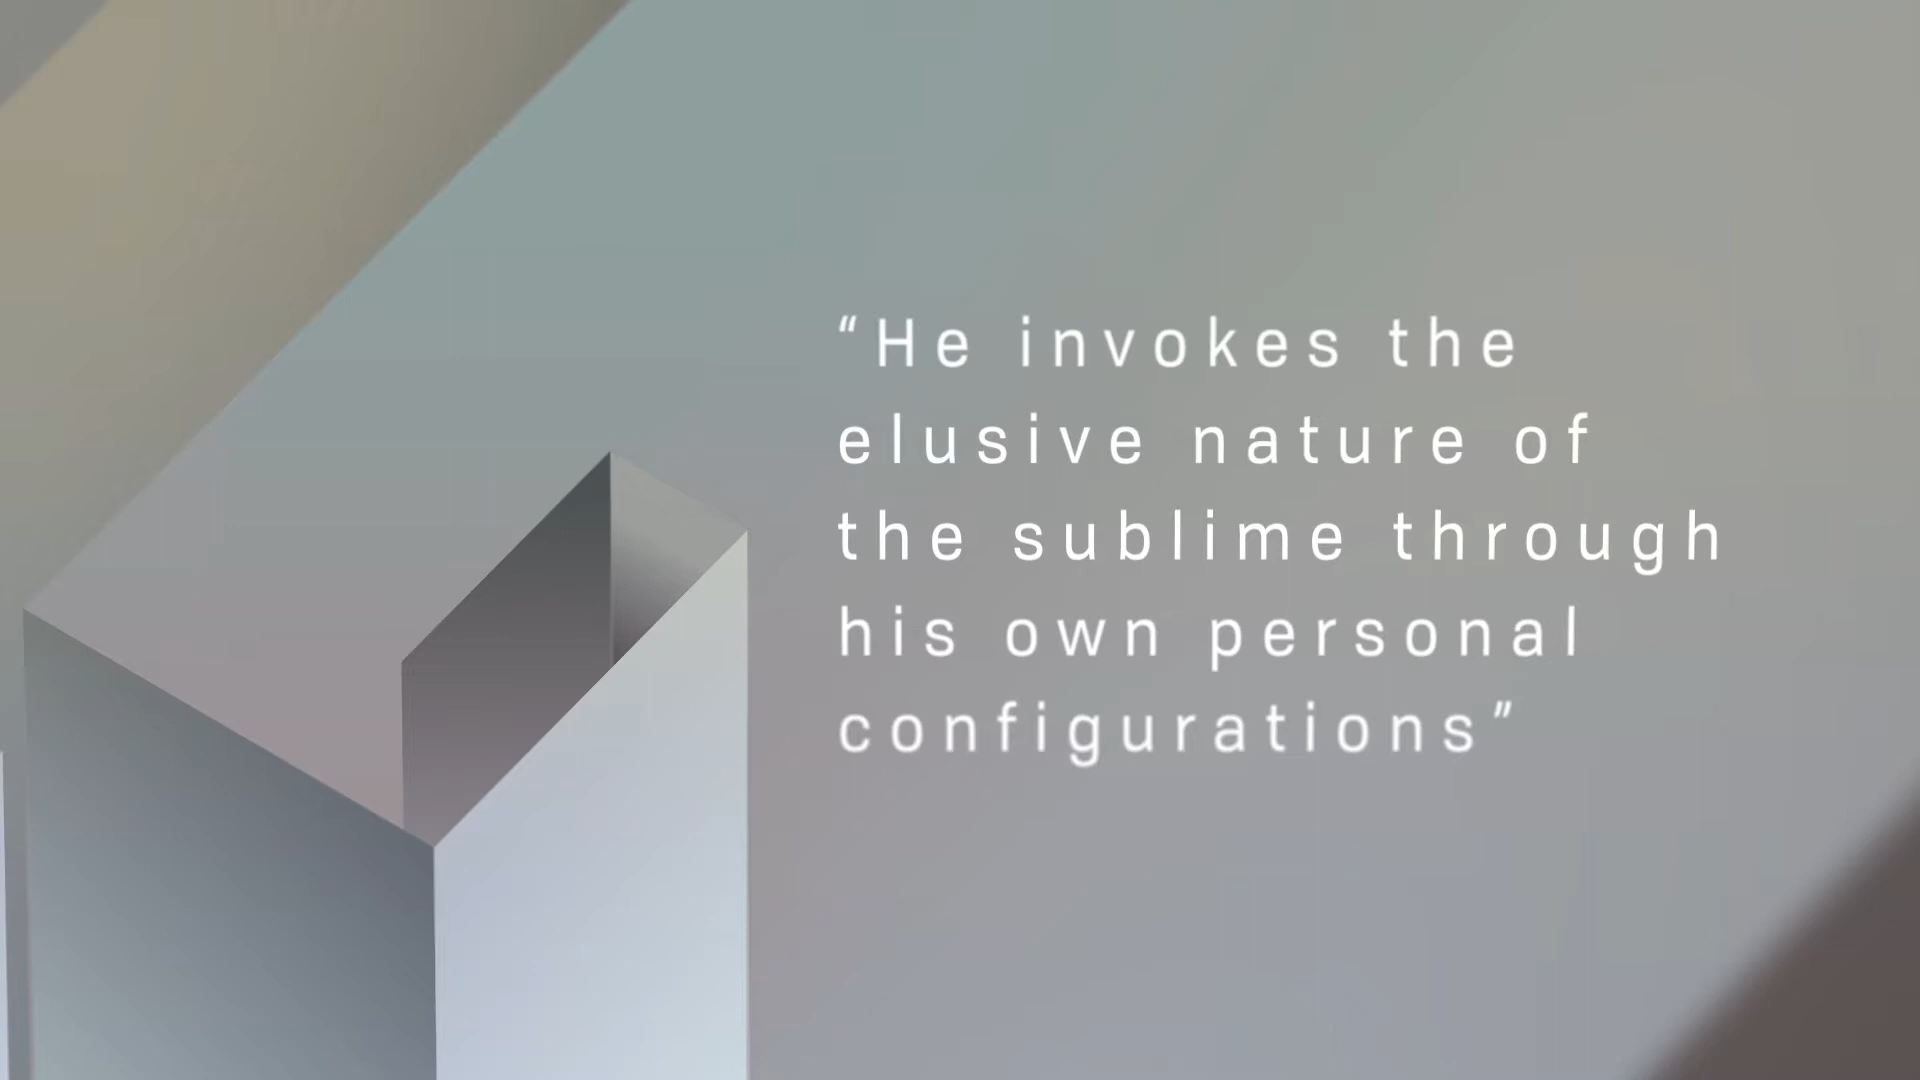 “He invokes the
elusive nature of
the sublime through
his own personal
configurations”